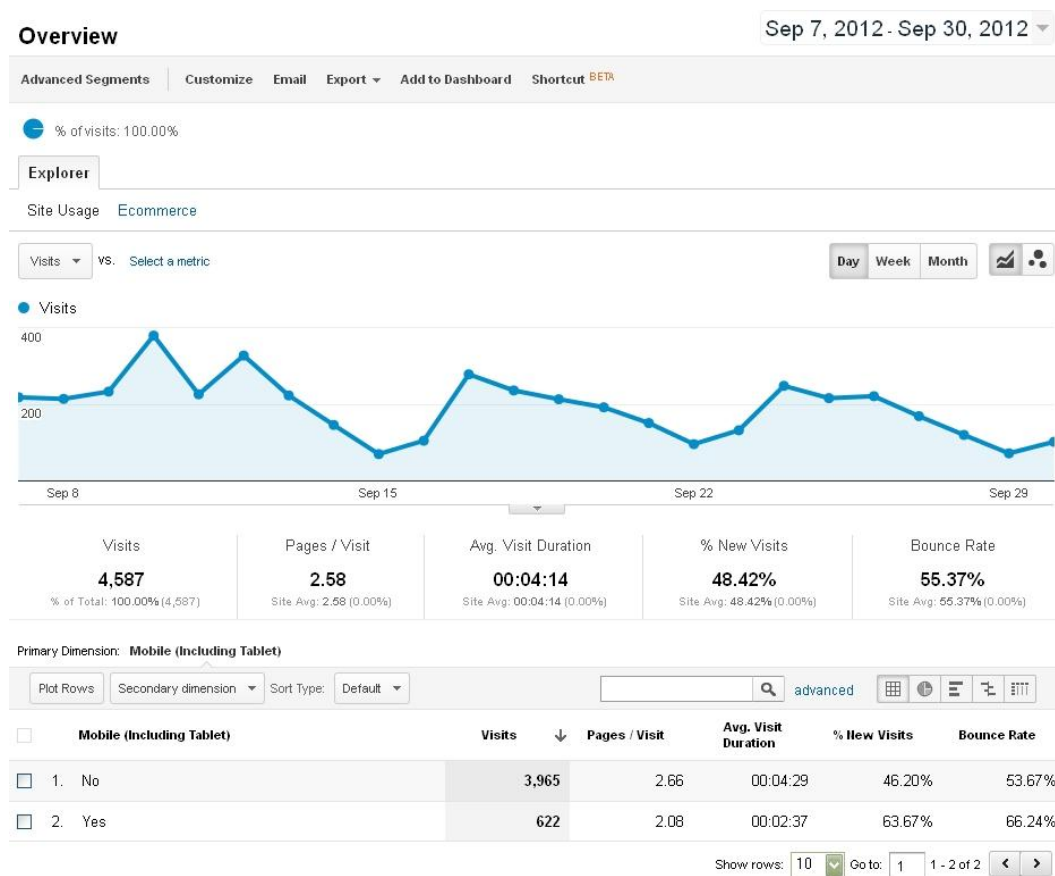 Overview
Sep 7, 2012 - Sep 30, 2012
Advanced Segments Customize Email Export Add to Dashboard Shortcut BETA
% of visits: 100.00%
Explorer
Site Usage Ecommerce
Visits VS. Select a metric Day Week Month
Visits
400
200
Sep 8 Sep 15 Sep 22 Sep 29
Visits Pages / Visit Avg. Visit Duration % New Visits Bounce Rate
4,587 2.58 00:04:14 48.42% 55.37%
% of Total: 100.00% (4,587) Site Avg: 2.58 (0.00%) Site Avg: 00:04:14 (0.00%) Site Avg: 48.42% (0.00%) Site Avg: 55.37% (0.00%)
Primary Dimension: Mobile (Including Tablet)
Plot Rows Secondary dimension Sort Type: Default advanced
Mobile (Including Tablet) Visits Pages / Visit Avg. Visit Duration % New Visits Bounce Rate
1. No 3,965 2.66 00:04:29 46.20% 53.67%
2. Yes 622 2.08 00:02:37 63.67% 66.24%
Show rows: 10 Go to: 1 1 - 2 of 2